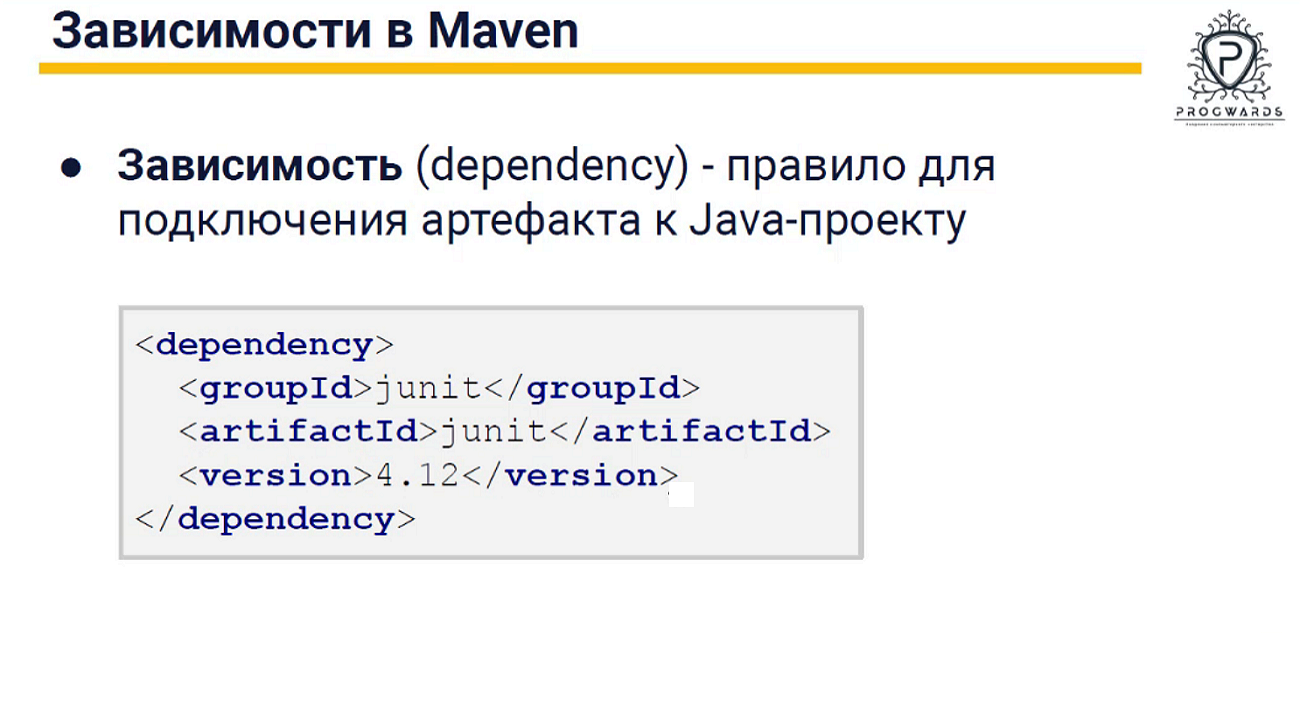 Зависимости в Maven
PROGWARDS
● Зависимость (dependency) - правило для
подключения артефакта к Java-проекту
<dependency>
  <groupId>junit</groupId>
  <artifactId>junit</artifactId>
  <version>4.12</version>
</dependency>